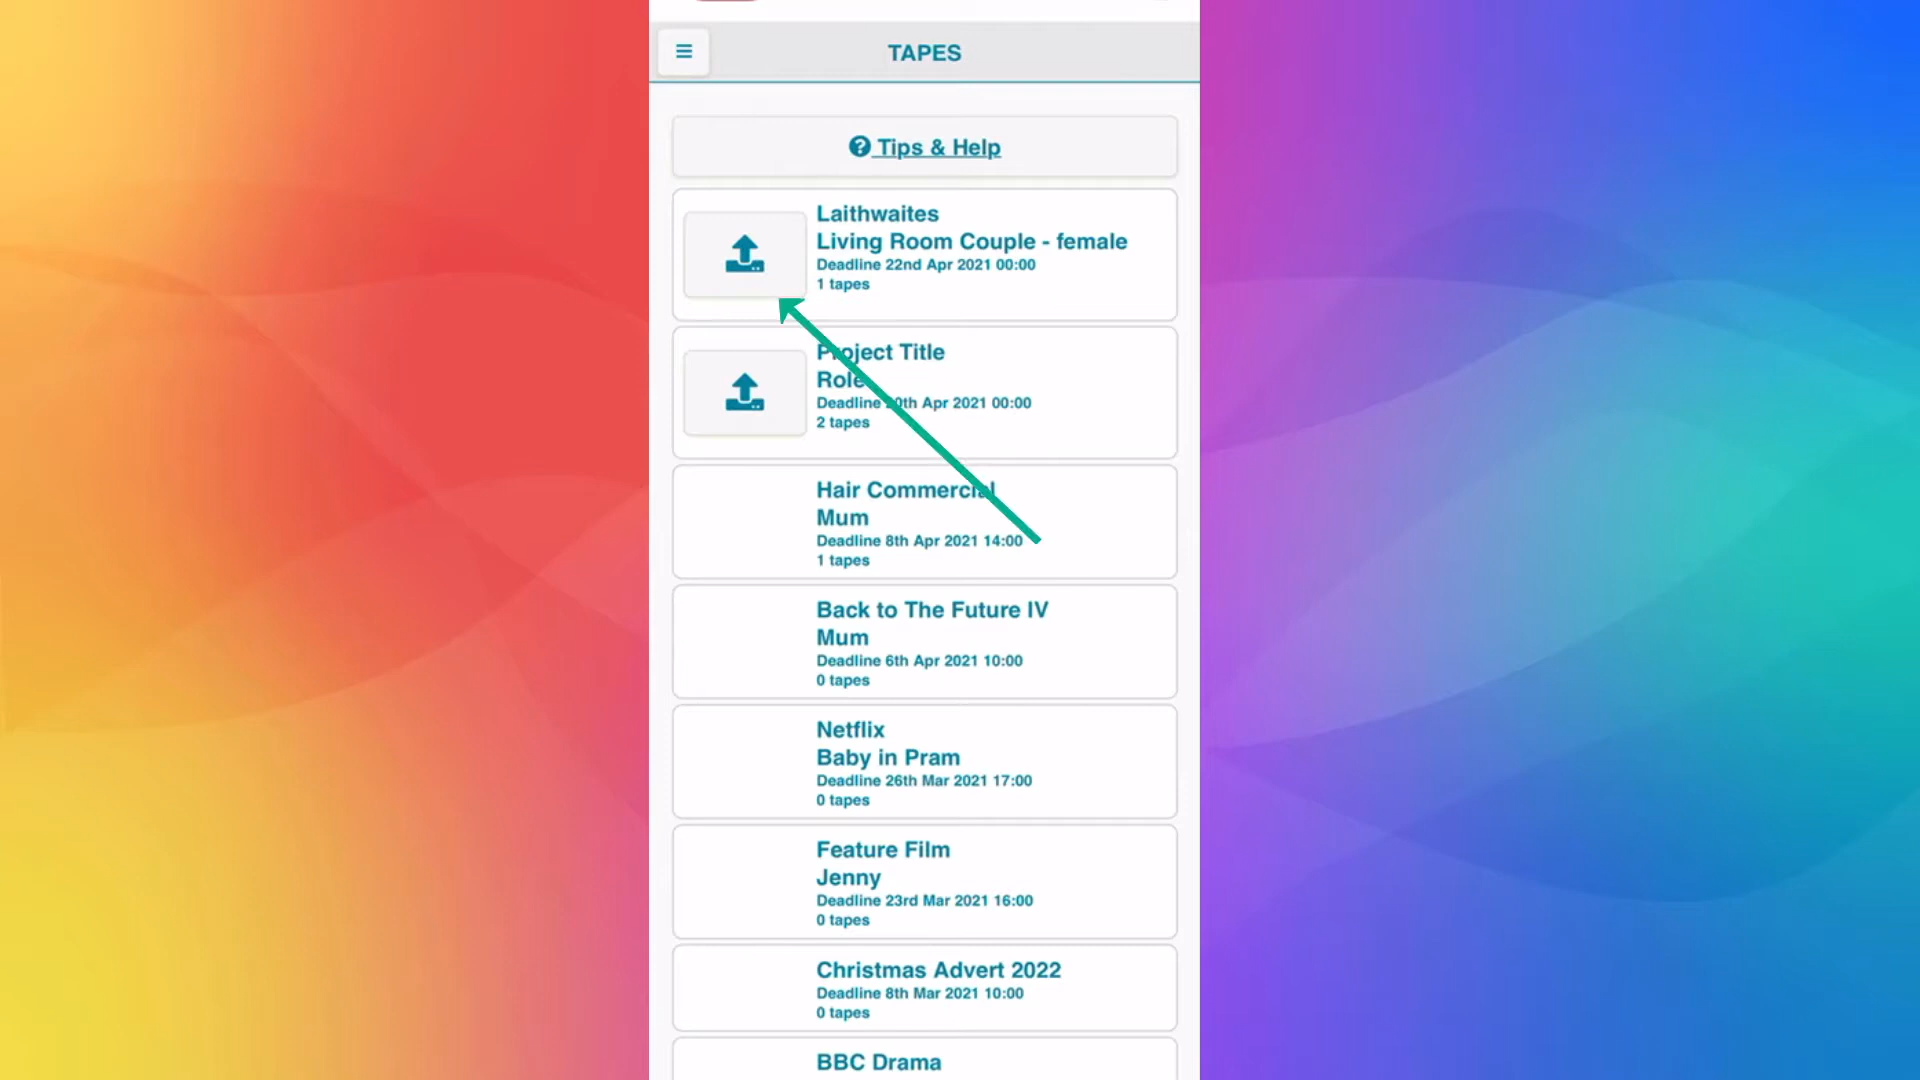 TAPES
Tips & Help
Laithwaites
Living Room Couple - female
Deadline 22nd Apr 2021 00:00
1 tapes
Project Title
Role
Deadline 20th Apr 2021 00:00
2 tapes
Hair Commercial
Mum
Deadline 8th Apr 2021 14:00
1 tapes
Back to The Future IV
Mum
Deadline 6th Apr 2021 10:00
0 tapes
Netflix
Baby in Pram
Deadline 26th Mar 2021 17:00
0 tapes
Feature Film
Jenny
Deadline 23rd Mar 2021 16:00
0 tapes
Christmas Advert 2022
Deadline 8th Mar 2021 10:00
0 tapes
BBC Drama